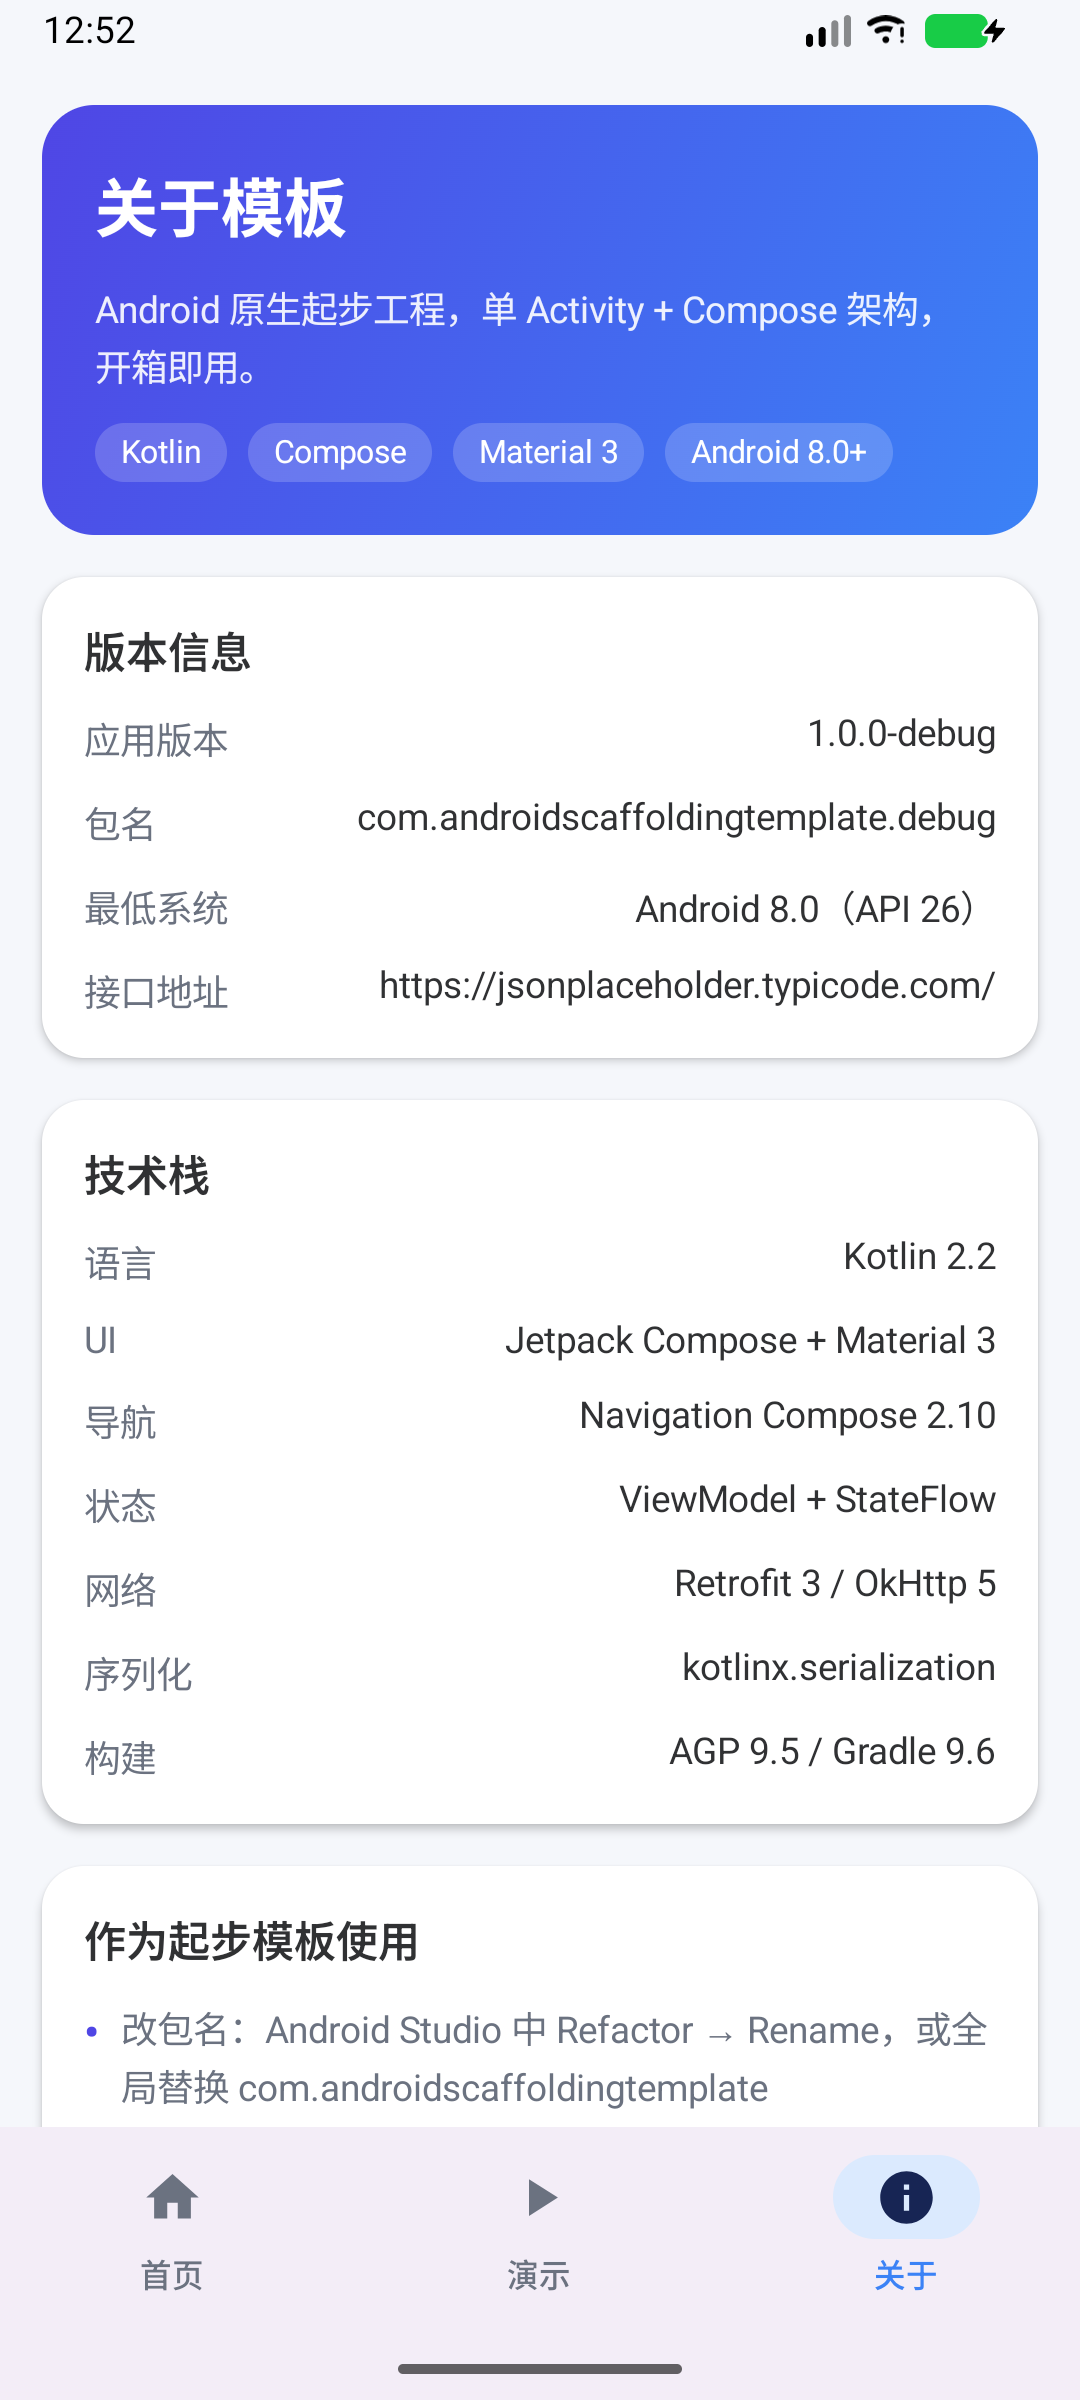 12:52
关于模板
Android 原生起步工程，单 Activity + Compose 架构，
开箱即用。
Kotlin
Compose
Material 3
Android 8.0+
版本信息
应用版本 1.0.0-debug
包名 com.androidscaffoldingtemplate.debug
最低系统 Android 8.0（API 26）
接口地址 https://jsonplaceholder.typicode.com/
技术栈
语言 Kotlin 2.2
UI Jetpack Compose + Material 3
导航 Navigation Compose 2.10
状态 ViewModel + StateFlow
网络 Retrofit 3 / OkHttp 5
序列化 kotlinx.serialization
构建 AGP 9.5 / Gradle 9.6
作为起步模板使用
• 改包名：Android Studio 中 Refactor → Rename，或全
局替换 com.androidscaffoldingtemplate
首页
演示
关于